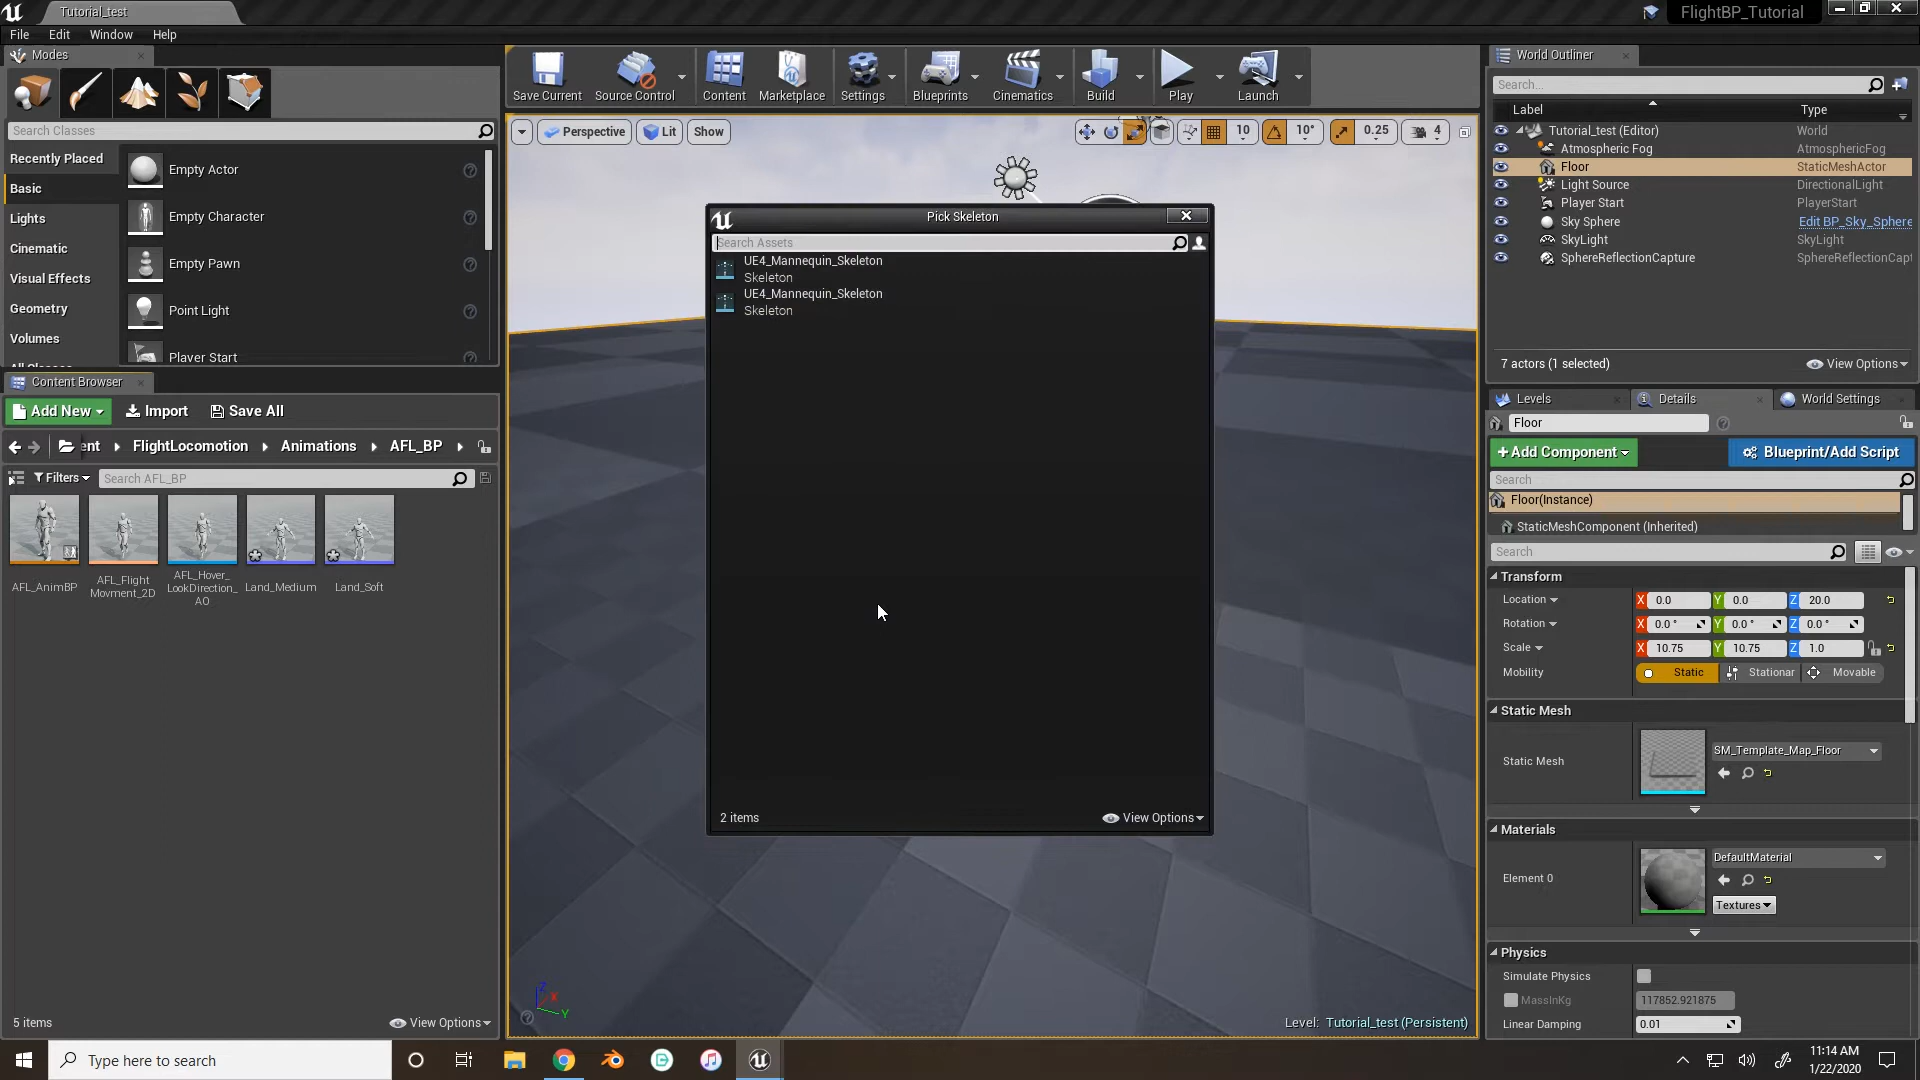 Tutorial_test
FlightBP_Tutorial
File Edit Window Help
Modes
Search Classes
Recently Placed
Basic
Lights
Cinematic
Visual Effects
Geometry
Volumes
Empty Actor
Empty Character
Empty Pawn
Point Light
Player Start
Save Current
Source Control
Content
Marketplace
Settings
Blueprints
Cinematics
Build
Play
Launch
Perspective
Lit
Show
10
10°
0.25
4
Pick Skeleton
Search Assets
UE4_Mannequin_Skeleton
Skeleton
UE4_Mannequin_Skeleton
Skeleton
2 items
View Options
Level: Tutorial_test (Persistent)
Content Browser
Add New
Import
Save All
ent
FlightLocomotion
Animations
AFL_BP
Filters
Search AFL_BP
AFL_AnimBP
AFL_Flight
Movment_2D
AFL_Hover_
LookDirection_
AO
Land_Medium
Land_Soft
5 items
View Options
World Outliner
Search...
Label Type
Tutorial_test (Editor) World
Atmospheric Fog AtmosphericFog
Floor StaticMeshActor
Light Source DirectionalLight
Player Start PlayerStart
Sky Sphere Edit BP_Sky_Sphere
SkyLight SkyLight
SphereReflectionCapture SphereReflectionCapt
7 actors (1 selected)
View Options
Levels
Details
World Settings
Floor
+Add Component
Blueprint/Add Script
Search
Floor(Instance)
StaticMeshComponent (Inherited)
Search
Transform
Location X 0.0 Y 0.0 Z 20.0
Rotation X 0.0 ° Y 0.0 ° Z 0.0 °
Scale X 10.75 Y 10.75 Z 1.0
Mobility Static Stationar Movable
Static Mesh
Static Mesh
SM_Template_Map_Floor
Materials
Element 0
DefaultMaterial
Textures
Physics
Simulate Physics
MassInKg 117852.921875
Linear Damping 0.01
Type here to search
11:14 AM
1/22/2020